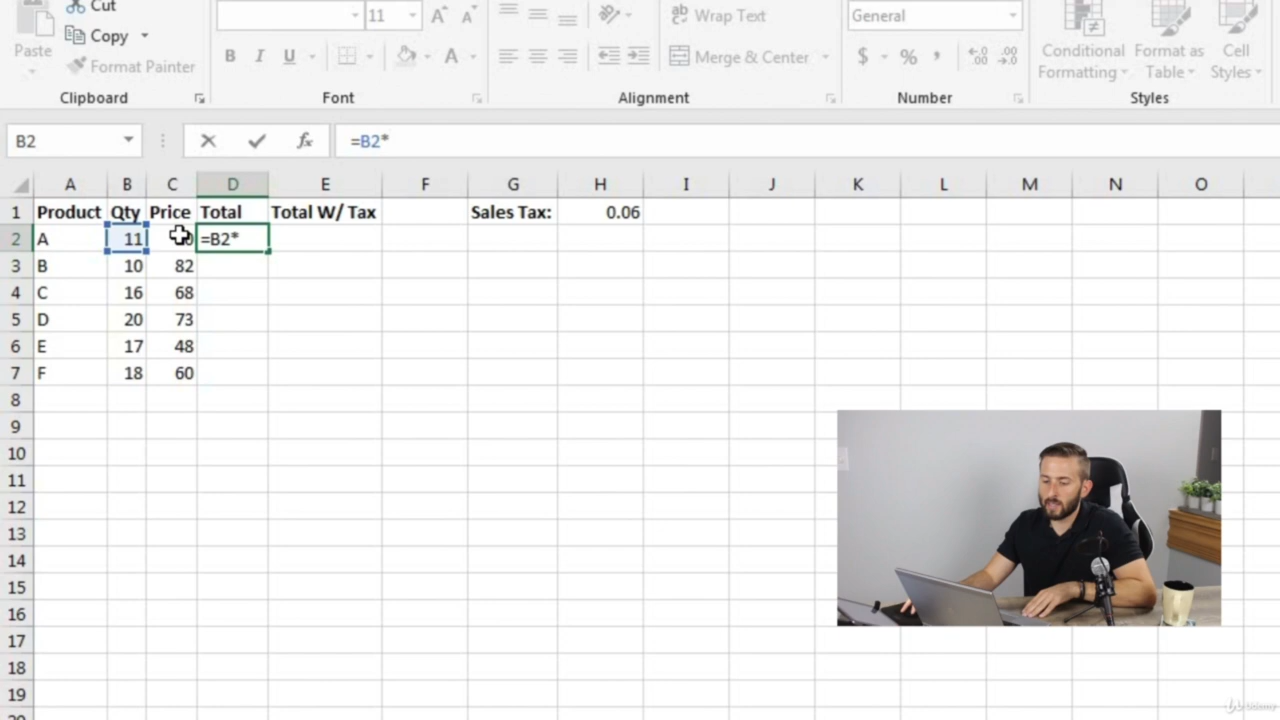 Cut
Paste
Copy
Format Painter
Clipboard
11
A A
B I U A
Font
ab Wrap Text
Merge & Center
Alignment
General
$ % ,
Number
Conditional Formatting
Format as Table
Cell Styles
Styles
B2 fx =B2*
A B C D E F G H I J K L M N O
1 Product Qty Price Total Total W/ Tax Sales Tax: 0.06
2 A 11 =B2*
3 B 10 82
4 C 16 68
5 D 20 73
6 E 17 48
7 F 18 60
8
9
10
11
12
13
14
15
16
17
18
19
Udemy